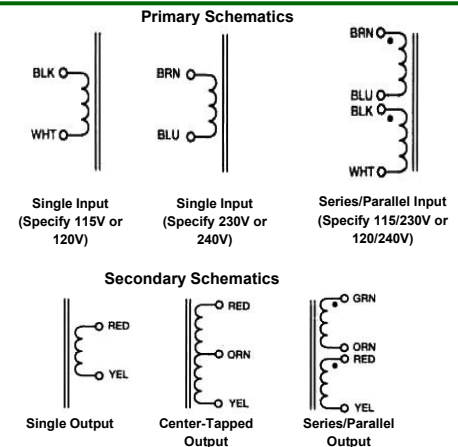 Primary Schematics
BLK
WHT
Single Input
(Specify 115V or
120V)
BRN
BLU
Single Input
(Specify 230V or
240V)
BRN
BLU
BLK
WHT
Series/Parallel Input
(Specify 115/230V or
120/240V)
Secondary Schematics
RED
YEL
Single Output
RED
ORN
YEL
Center-Tapped
Output
GRN
ORN
RED
YEL
Series/Parallel
Output